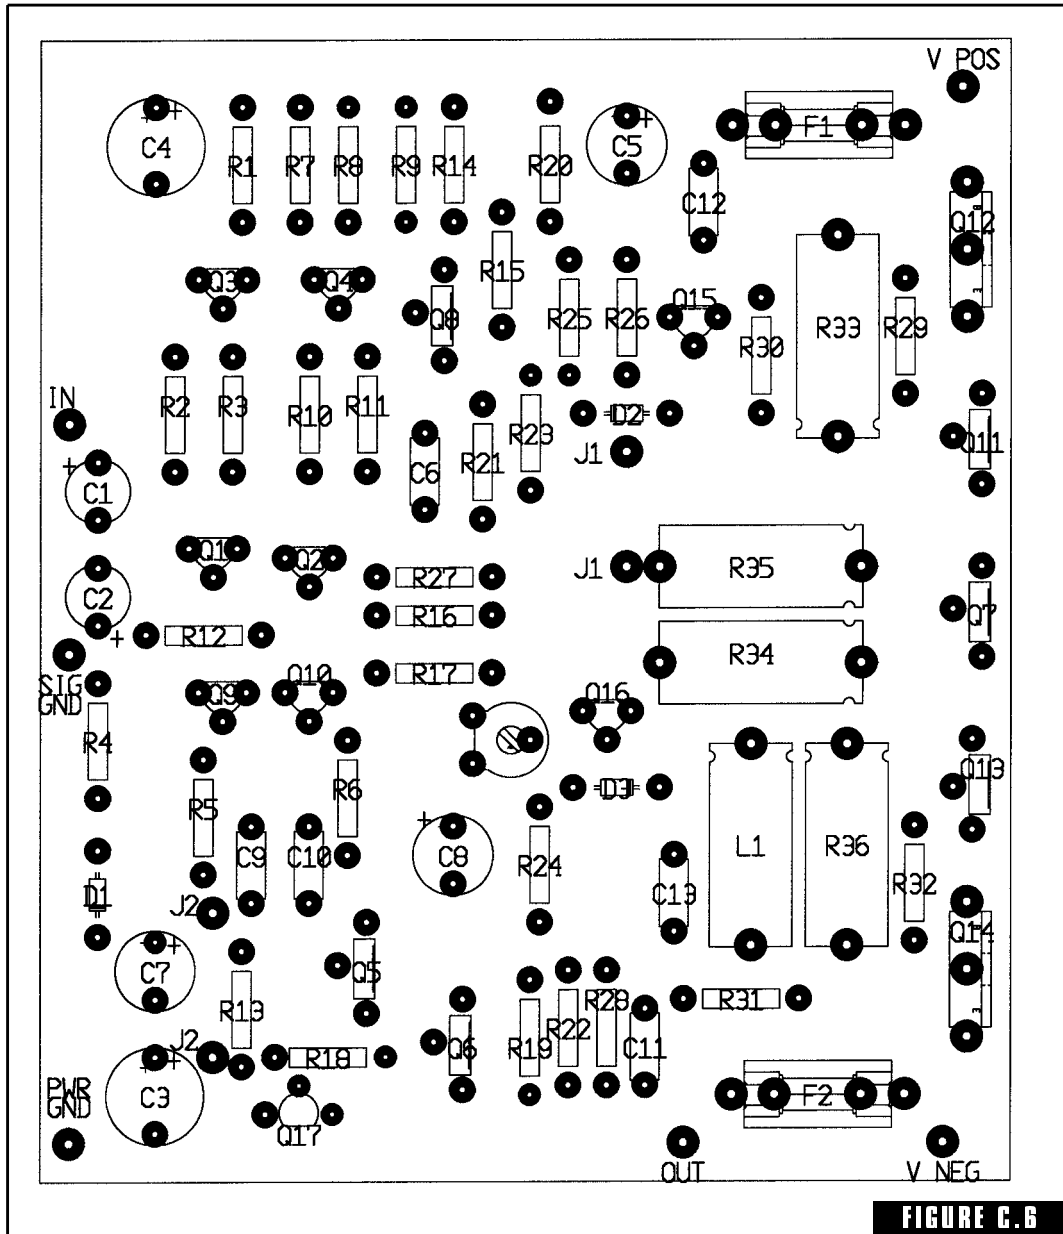 V POS
F1
C4
R1
R7
R8
R9
R14
R20
C5
C12
Q12
Q3
Q4
Q8
R15
R25
R26
Q15
R30
R33
R29
IN
R2
R3
R10
R11
C6
R21
R23
D2
J1
Q11
+
C1
Q1
Q2
R27
J1
R35
C2
+
R12
R16
Q7
SIG
GND
Q9
Q10
R17
R34
Q16
R4
R5
R6
D3
Q13
+
C8
C9
C10
R24
C13
L1
R36
R32
D1
J2
Q14
+
C7
Q5
R13
R18
Q6
R19
R22
R28
C11
R31
3
3
J2
+
C3
PWR
GND
Q17
F2
OUT
V NEG
FIGURE C.6